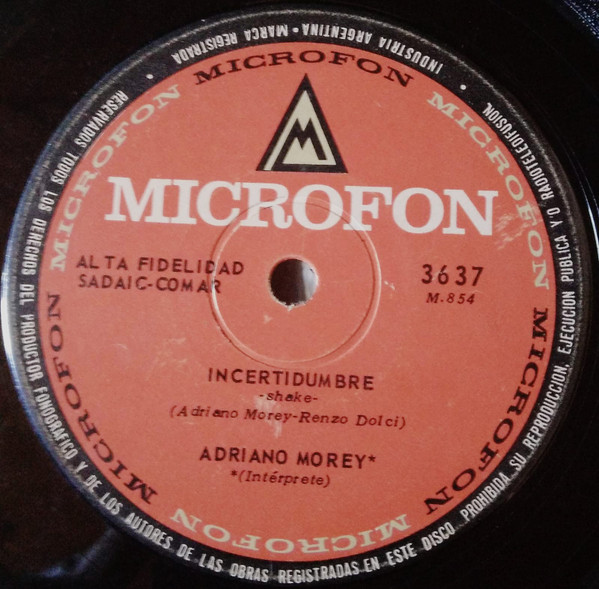 INDUSTRIA ARGENTINA • MARCA REGISTRADA •
RESERVADOS TODOS LOS DERECHOS DEL PRODUCTOR FONOGRAFICO Y DE LOS AUTORES DE LAS OBRAS REGISTRADAS EN ESTE DISCO. PROHIBIDA SU REPRODUCCION, EJECUCION PUBLICA Y/O RADIOTELEDIFUSION. •
MICROFON MICROFON MICROFON MICROFON MICROFON MICROFON
M
MICROFON
ALTA FIDELIDAD
SADAIC-COMAR
3637
M.854
INCERTIDUMBRE
-shake-
(Adriano Morey-Renzo Dolci)
ADRIANO MOREY*
*(Intérprete)